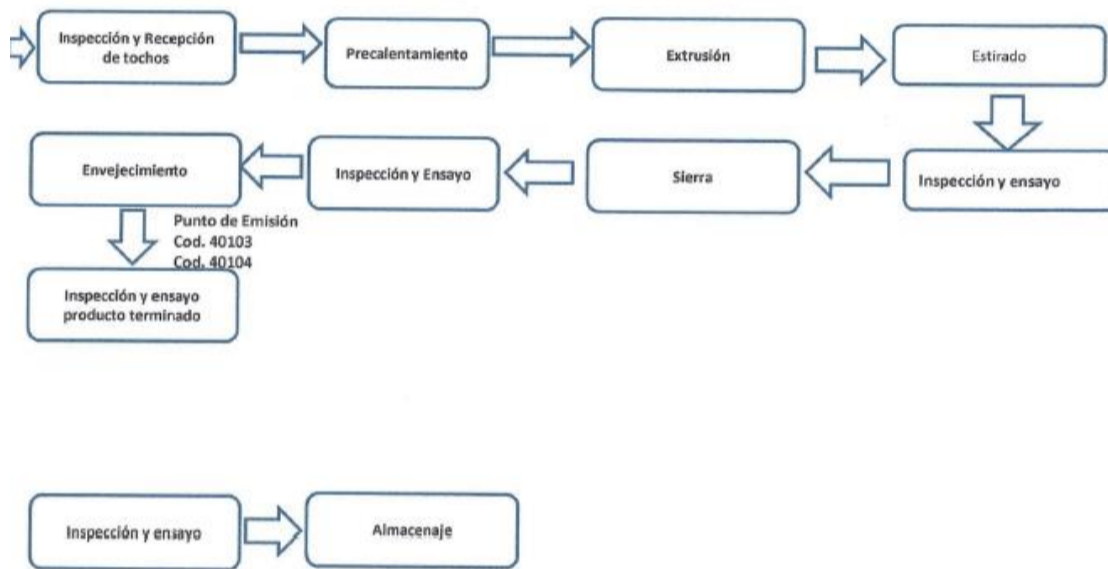 Inspección y Recepción
de tochos
Precalentamiento
Extrusión
Estirado
Envejecimiento
Inspección y Ensayo
Sierra
Inspección y ensayo
Punto de Emisión
Cod. 40103
Cod. 40104
Inspección y ensayo
producto terminado
Inspección y ensayo
Almacenaje